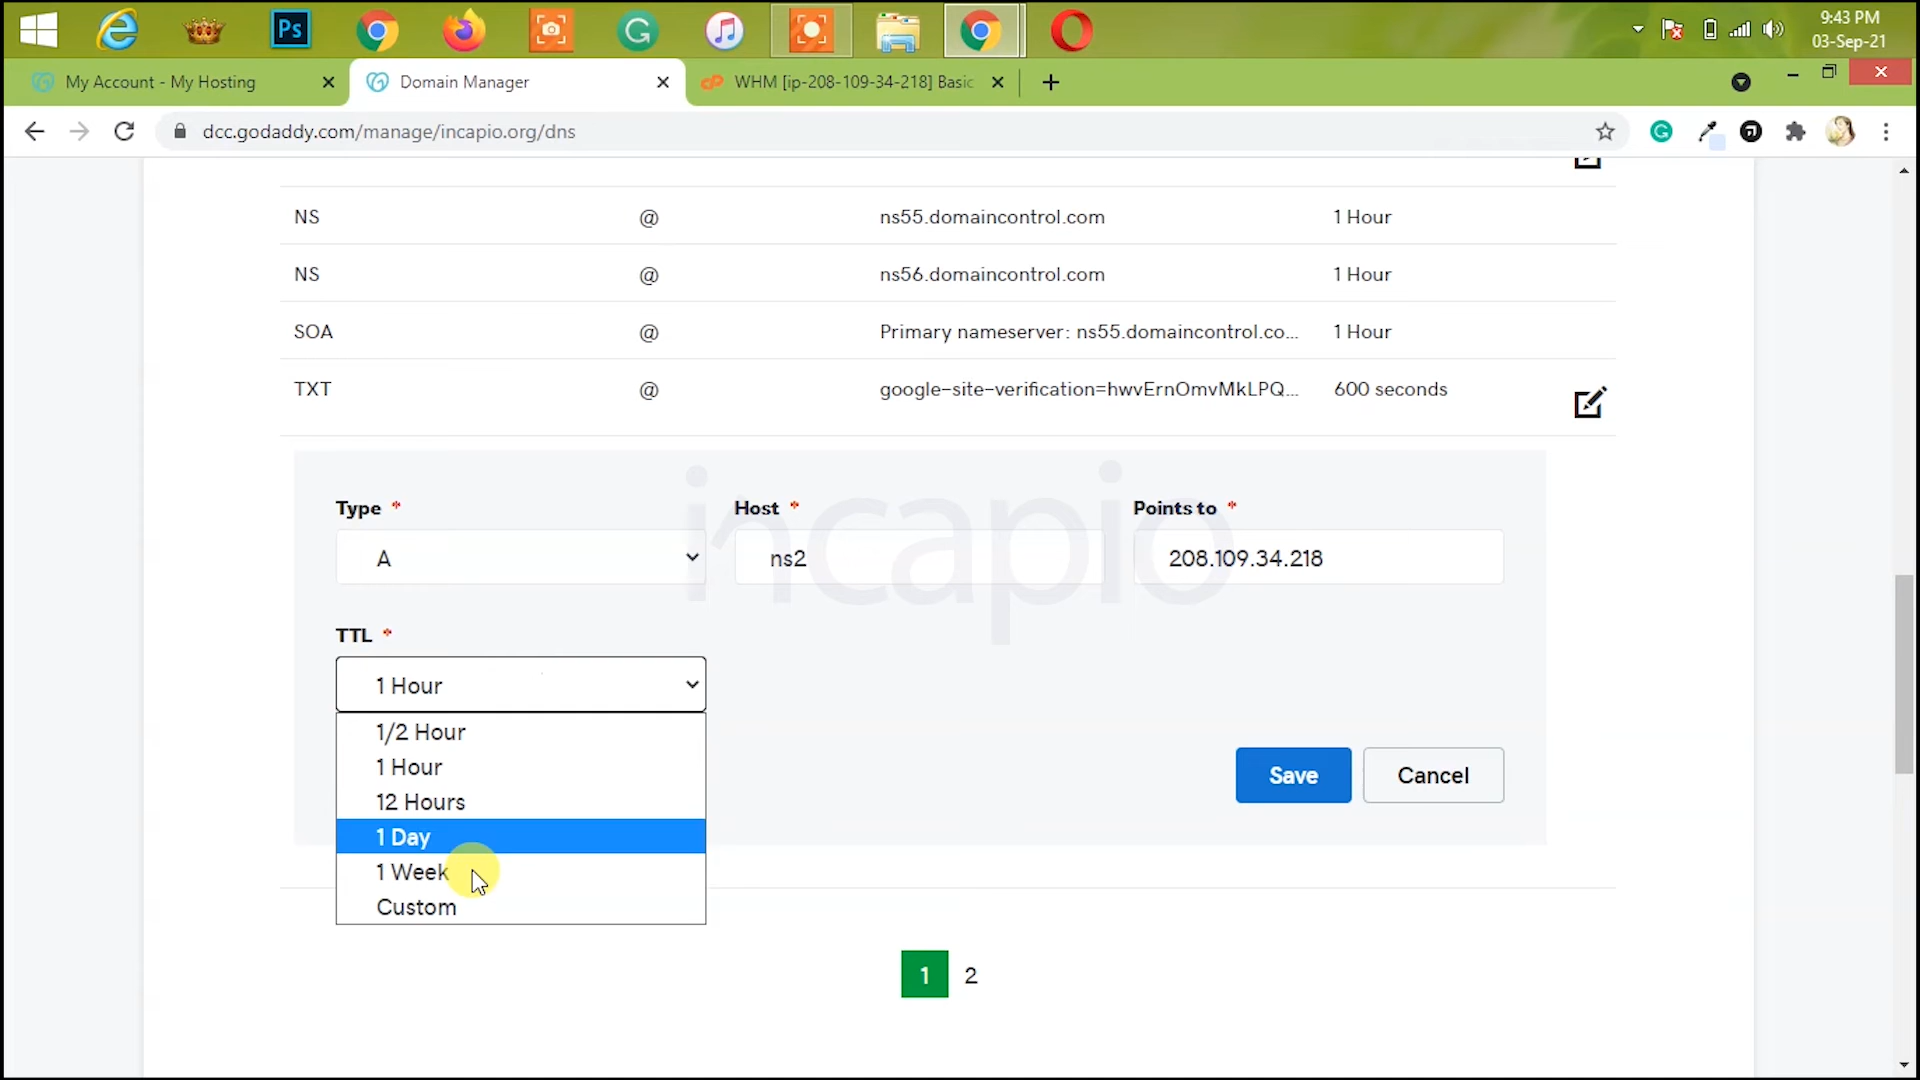 9:43 PM
03-Sep-21
Ps
My Account - My Hosting
Domain Manager
WHM [ip-208-109-34-218] Basic
dcc.godaddy.com/manage/incapio.org/dns
NS @ ns55.domaincontrol.com 1 Hour
NS @ ns56.domaincontrol.com 1 Hour
SOA @ Primary nameserver: ns55.domaincontrol.co... 1 Hour
TXT @ google-site-verification=hwvErnOmvMkLPQ... 600 seconds
incapio
Type * Host * Points to *
A ns2 208.109.34.218
TTL *
1 Hour
1/2 Hour
1 Hour
12 Hours
1 Day
1 Week
Custom
Save Cancel
1 2